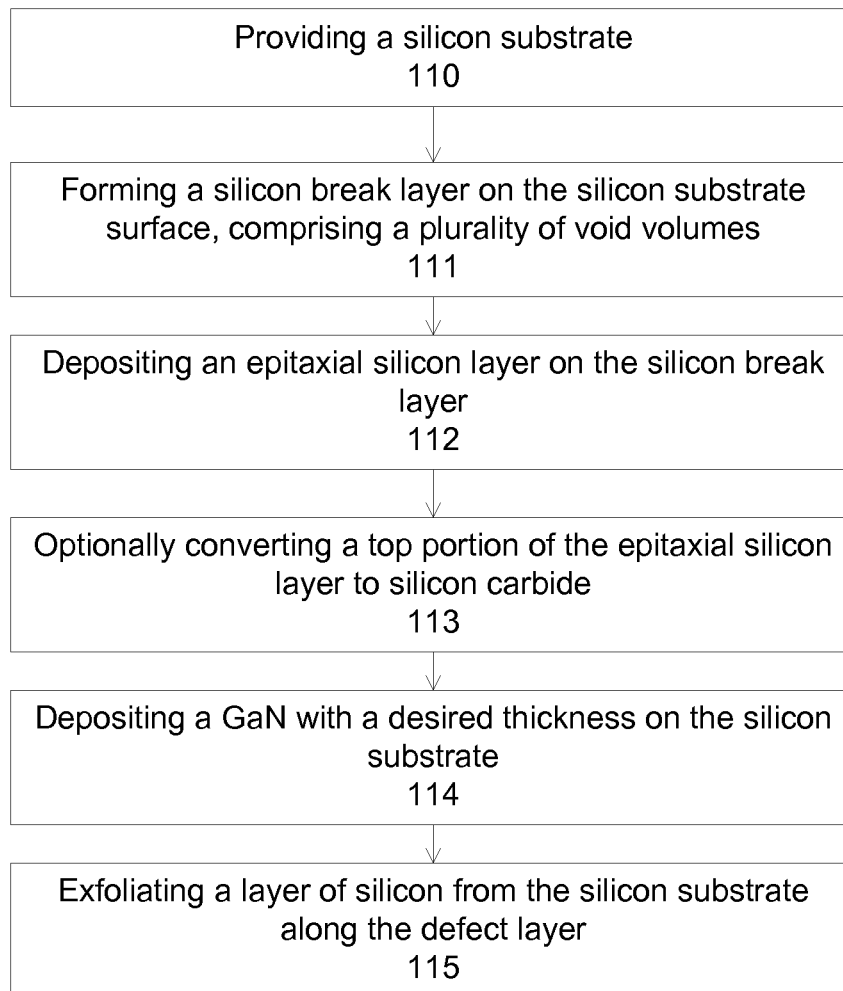 Providing a silicon substrate
110
Forming a silicon break layer on the silicon substrate
surface, comprising a plurality of void volumes
111
Depositing an epitaxial silicon layer on the silicon break
layer
112
Optionally converting a top portion of the epitaxial silicon
layer to silicon carbide
113
Depositing a GaN with a desired thickness on the silicon
substrate
114
Exfoliating a layer of silicon from the silicon substrate
along the defect layer
115